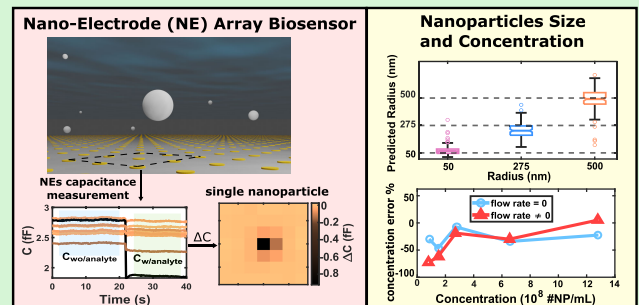 Nano-Electrode (NE) Array Biosensor
NEs capacitance
measurement
3
2.5
2
C (fF)
Cwo/analyte
Cw/analyte
0 10 20 30 40
Time (s)
ΔC
single nanoparticle
0
-0.2
-0.4
-0.6
-0.8
ΔC (fF)
Nanoparticles Size
and Concentration
Predicted Radius (nm)
500
275
50
50 275 500
Radius (nm)
concentration error %
100
50
0
-50
-100
flow rate = 0
flow rate ≠ 0
0 2 4 6 8 10 12 14
Concentration (10⁸ #NP/mL)